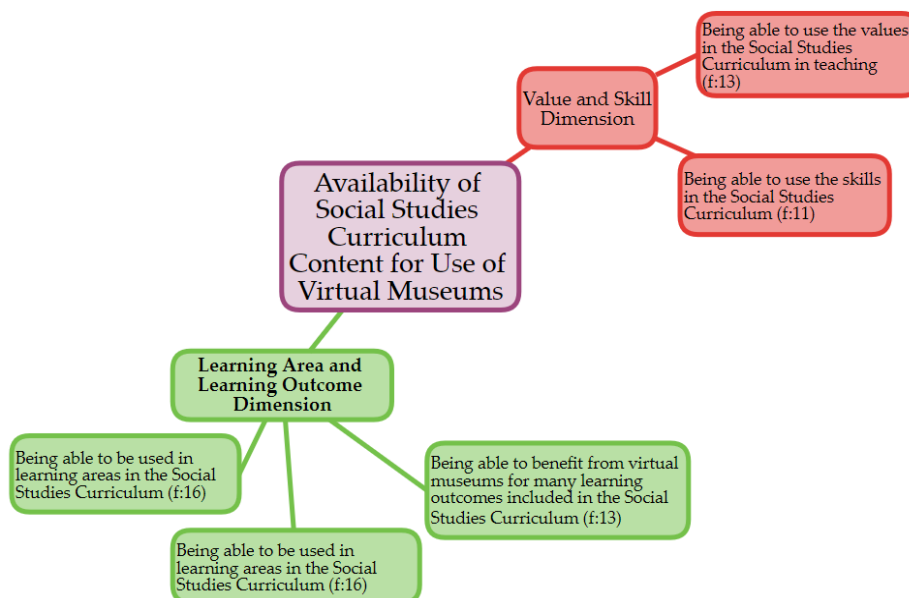 Being able to use the values
in the Social Studies
Curriculum in teaching
(f:13)
Value and Skill
Dimension
Being able to use the skills
in the Social Studies
Curriculum (f:11)
Availability of
Social Studies
Curriculum
Content for Use of
Virtual Museums
Learning Area and
Learning Outcome
Dimension
Being able to be used in
learning areas in the Social
Studies Curriculum (f:16)
Being able to benefit from virtual
museums for many learning
outcomes included in the Social
Studies Curriculum (f:13)
Being able to be used in
learning areas in the Social
Studies Curriculum (f:16)